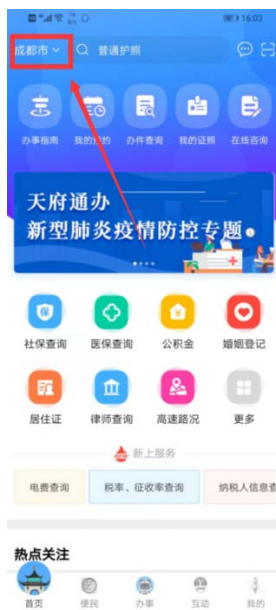 16:03
成都市
普通护照
办事指南 我的预约 办件查询 我的证照 在线咨询
天府通办
新型肺炎疫情防控专题
社保查询 医保查询 公积金 婚姻登记
居住证 律师查询 高速路况 更多
新上服务
电费查询 税率、征收率查询 纳税人信息查
热点关注
首页 便民 办事 互动 我的